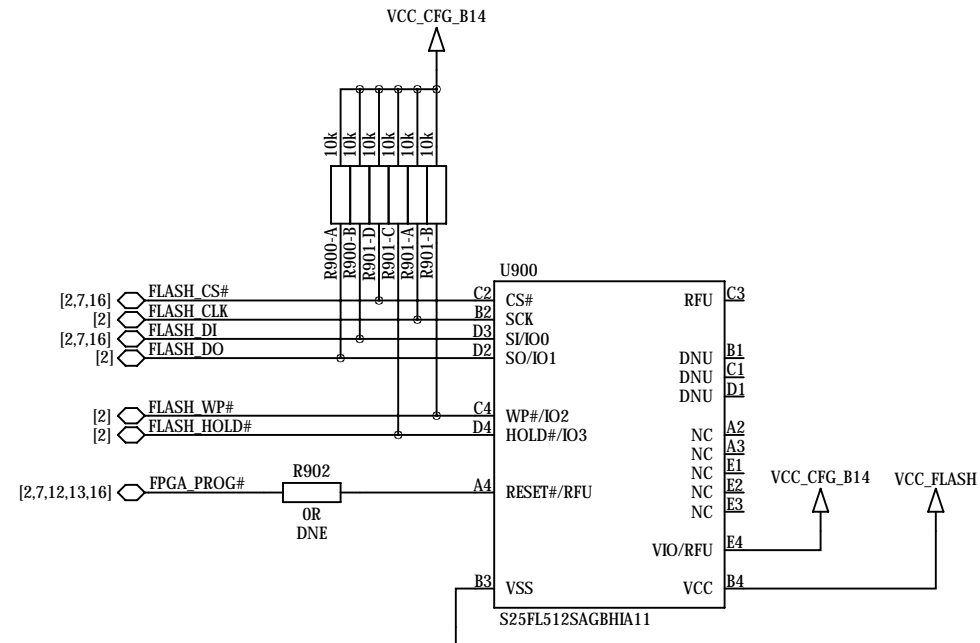 VCC_CFG_B14
10k 10k 10k 10k 10k 10k
R900-A R900-B R901-D R901-C R901-A R901-B
U900
[2,7,16] FLASH_CS# C2 CS# RFU C3
[2] FLASH_CLK B2 SCK
[2,7,16] FLASH_DI D3 SI/IO0
[2] FLASH_DO D2 SO/IO1
DNU B1
DNU C1
DNU D1
[2] FLASH_WP# C4 WP#/IO2
[2] FLASH_HOLD# D4 HOLD#/IO3
NC A2
NC A3
NC E1
NC E2
NC E3
[2,7,12,13,16] FPGA_PROG# R902 A4 RESET#/RFU
0R
DNE
VCC_CFG_B14 VCC_FLASH
VIO/RFU E4
B3 VSS VCC B4
S25FL512SAGBHIA11